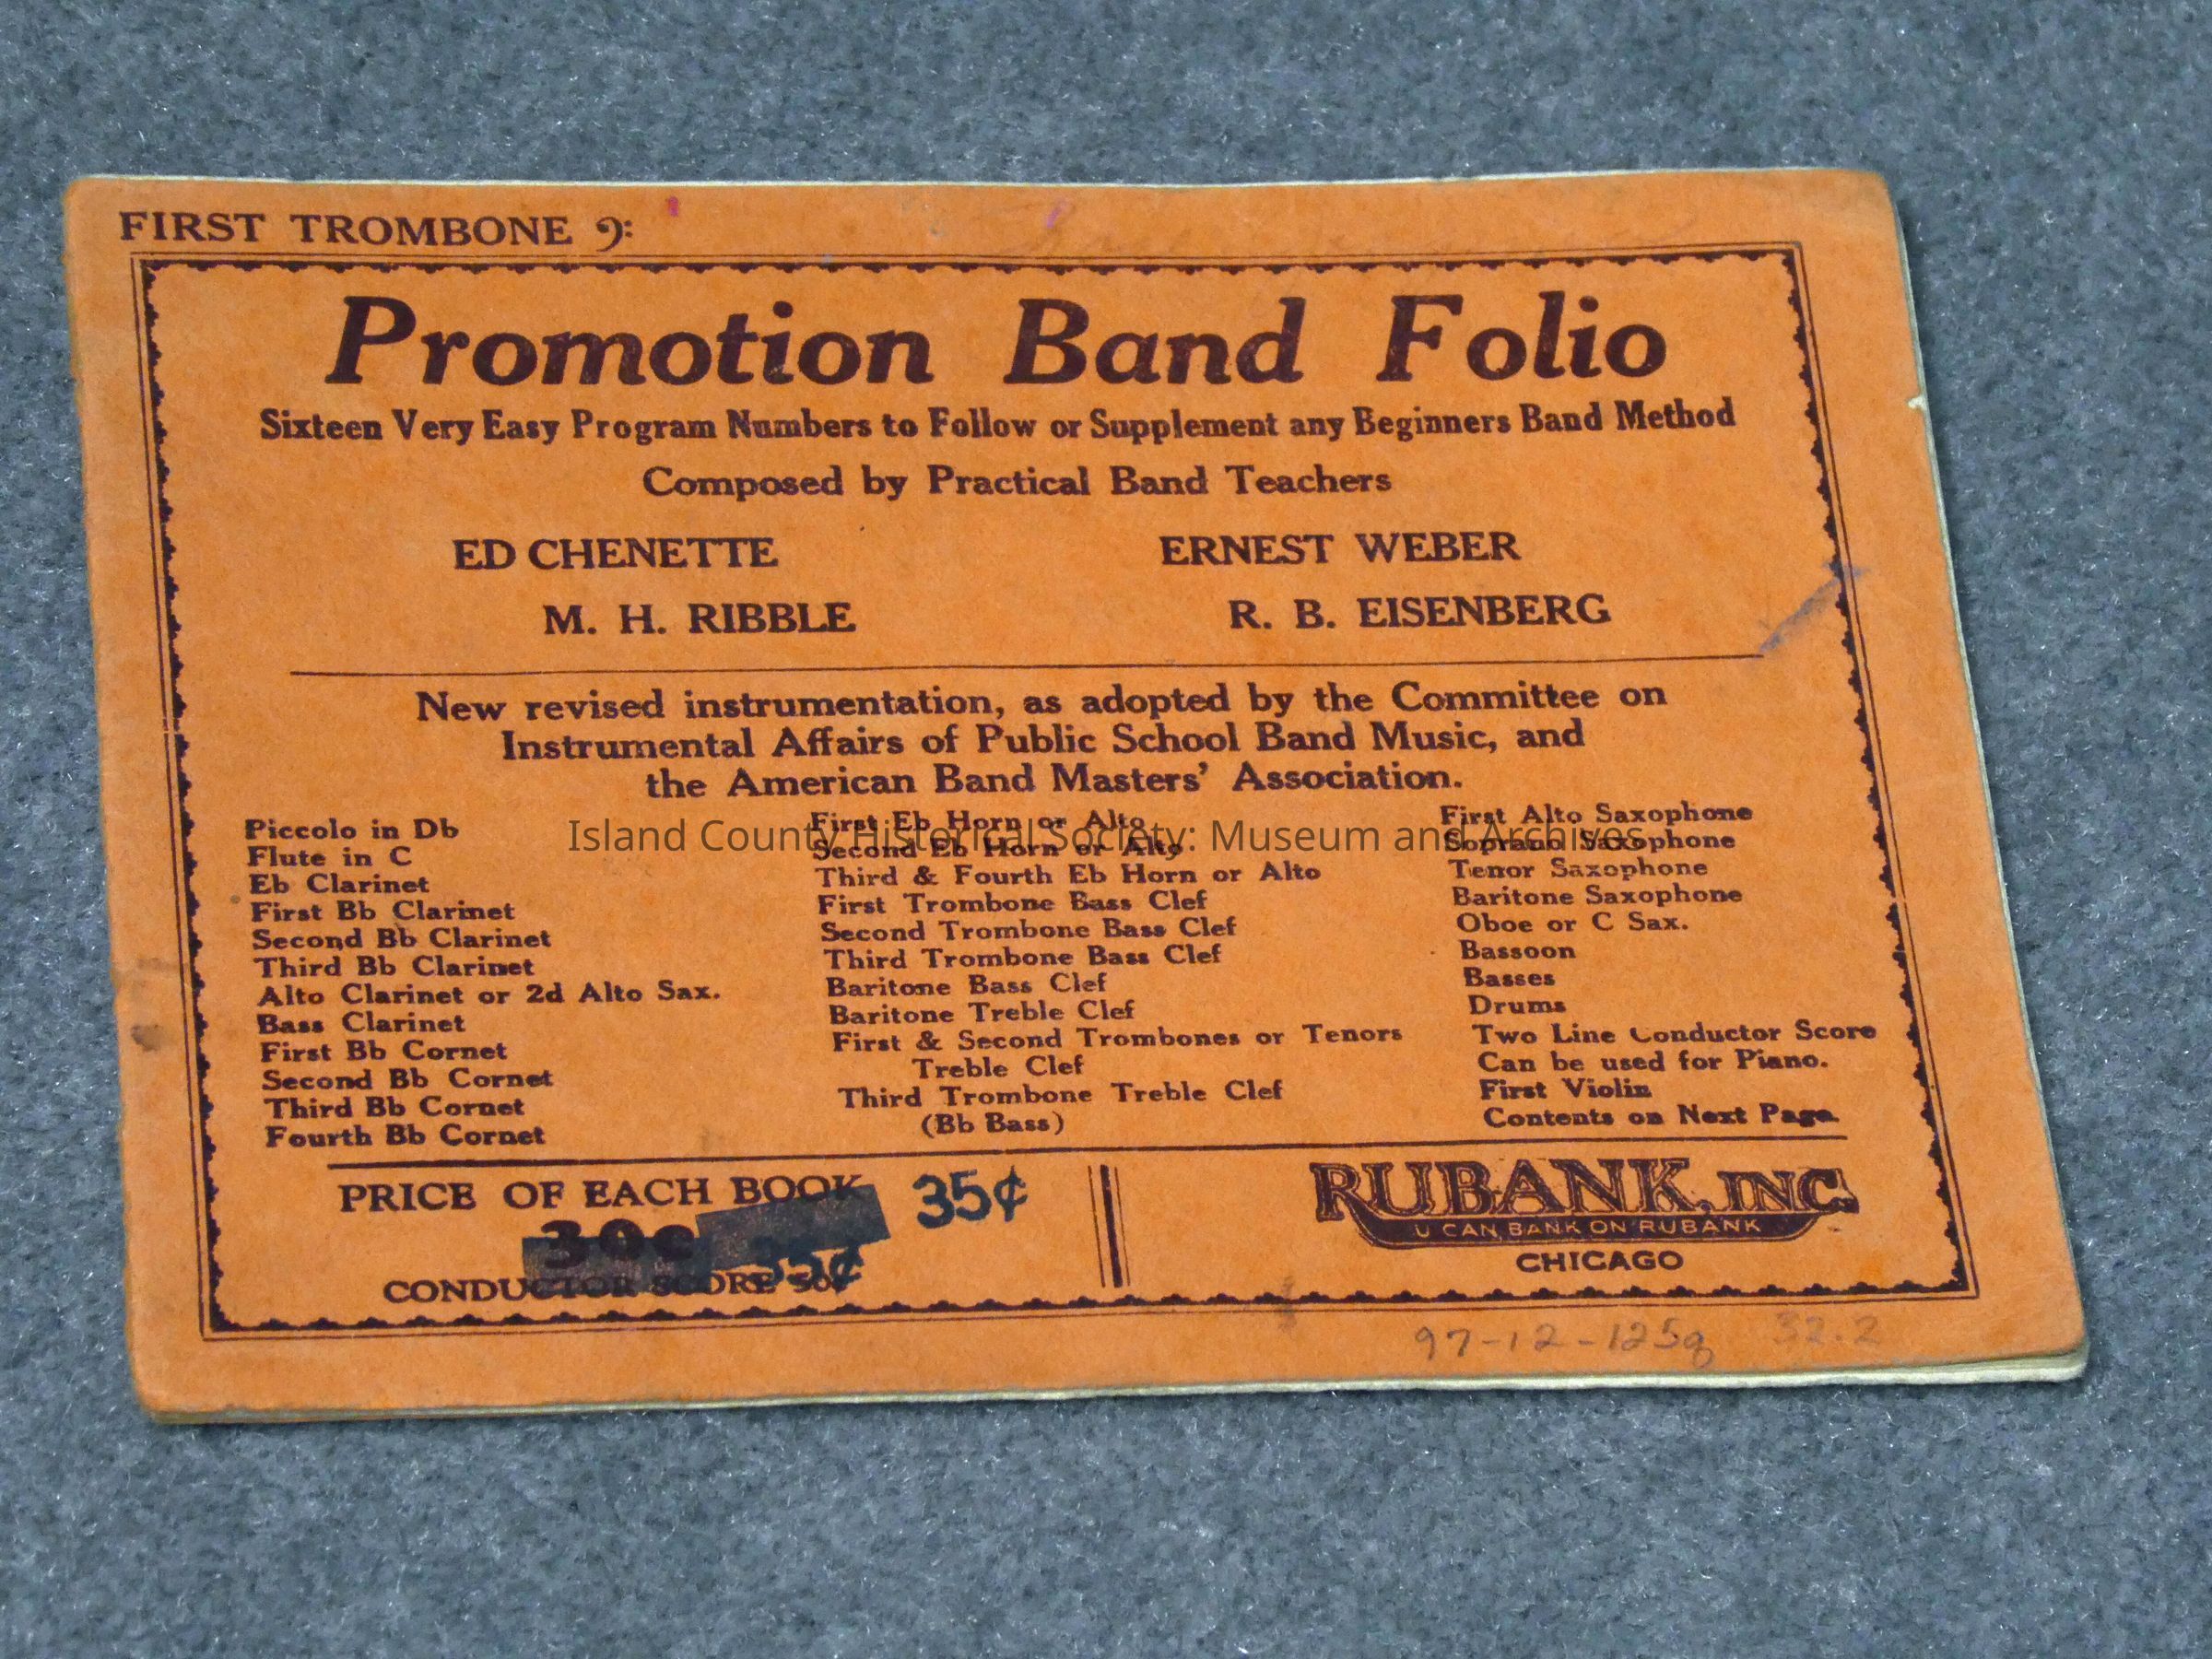 FIRST TROMBONE 𝄢
Promotion Band Folio
Sixteen Very Easy Program Numbers to Follow or Supplement any Beginners Band Method
Composed by Practical Band Teachers
ED CHENETTE
ERNEST WEBER
M. H. RIBBLE
R. B. EISENBERG
New revised instrumentation, as adopted by the Committee on
Instrumental Affairs of Public School Band Music, and
the American Band Masters' Association.
Piccolo in Db
Flute in C
Eb Clarinet
First Bb Clarinet
Second Bb Clarinet
Third Bb Clarinet
Alto Clarinet or 2d Alto Sax.
Bass Clarinet
First Bb Cornet
Second Bb Cornet
Third Bb Cornet
Fourth Bb Cornet
First Eb Horn or Alto
Second Eb Horn or Alto
Third & Fourth Eb Horn or Alto
First Trombone Bass Clef
Second Trombone Bass Clef
Third Trombone Bass Clef
Baritone Bass Clef
Baritone Treble Clef
First & Second Trombones or Tenors
Treble Clef
Third Trombone Treble Clef
(Bb Bass)
First Alto Saxophone
Soprano Saxophone
Tenor Saxophone
Baritone Saxophone
Oboe or C Sax.
Bassoon
Basses
Drums
Two Line Conductor Score
Can be used for Piano.
First Violin
Contents on Next Page
Island County Historical Society: Museum and Archives
PRICE OF EACH BOOK 35¢
30c
35¢
CONDUCTOR SCORE 50¢
RUBANK, INC.
U CAN BANK ON RUBANK
CHICAGO
97-12-125g 32.2